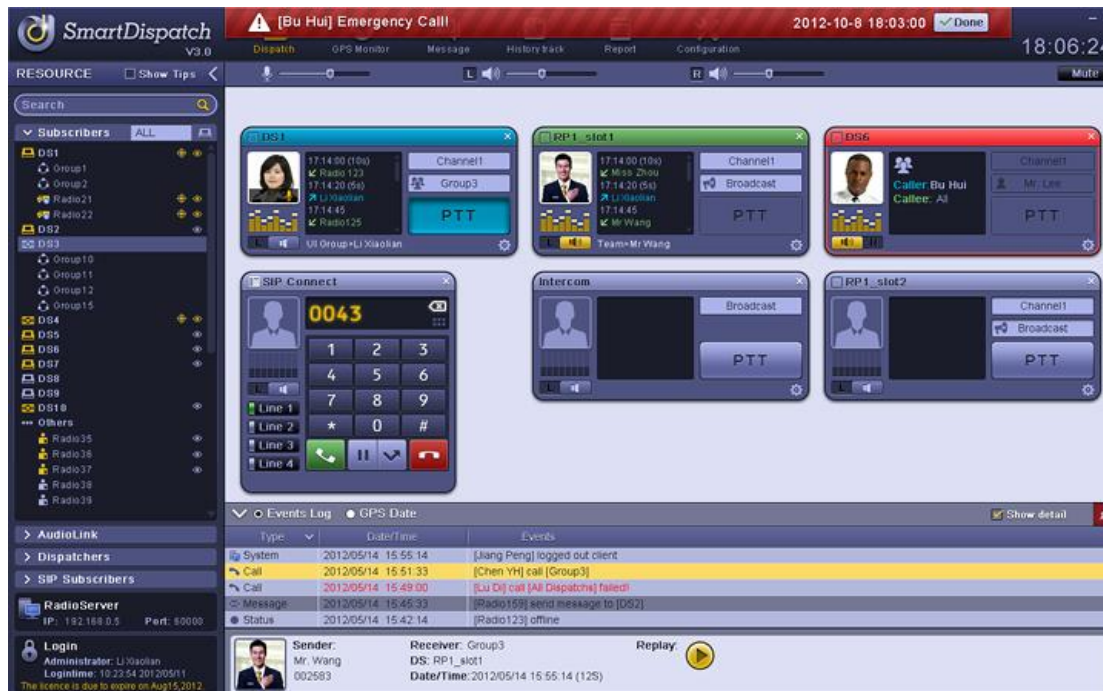 SmartDispatch
V3.0
[Bu Hui] Emergency Call!!
2012-10-8 18:03:00
Done
Dispatch
GPS Monitor
Message
History track
Report
Configuration
18:06:24
RESOURCE
Show Tips
L
R
Mute
Search
Subscribers
ALL
DS1
Group1
Group2
Radio21
Radio22
DS2
DS3
Group10
Group11
Group12
Group15
DS4
DS5
DS6
DS7
DS8
DS9
DS10
Others
Radio35
Radio36
Radio37
Radio38
Radio39
AudioLink
Dispatchers
SIP Subscribers
RadioServer
IP: 192.168.0.5 Port: 60000
Login
Administrator: Li Xiaolian
Logintime: 10:23:54 2012/05/11
The licence is due to expire on Aug15,2012
DS1
17:14:00 (10s)
Radio 123
17:14:20 (5s)
Li Xiaolian
17:14:45
Radio125
Channel1
Group3
PTT
L
UI Group>Li Xiaolian
RP1_slot1
17:14:00 (10s)
Miss Zhou
17:14:20 (5s)
Li Xiaolian
17:14:45
Mr Wang
Channel1
Broadcast
PTT
L
Team>Mr Wang
DS6
Caller:Bu Hui
Callee: All
Channel1
Mr. Lee
PTT
SIP Connect
0043
1 2 3
4 5 6
7 8 9
* 0 #
L
Line 1
Line 2
Line 3
Line 4
Intercom
Broadcast
PTT
L
RP1_slot2
Channel1
Broadcast
PTT
L
Events Log
GPS Date
Show detail
Type Date/Time Events
System 2012/05/14 15:55:14 [Jiang Peng] logged out client
Call 2012/05/14 15:51:33 [Chen YH] call [Group3]
Call 2012/05/14 15:49:00 [Lu Di] call [All Dispatchs] failed!
Message 2012/05/14 15:45:33 [Radio159] send message to [DS2]
Status 2012/05/14 15:42:14 [Radio123] offline
Sender:
Mr. Wang
002583
Receiver: Group3
DS: RP1_slot1
Date/Time: 2012/05/14 15:55:14 (12S)
Replay: